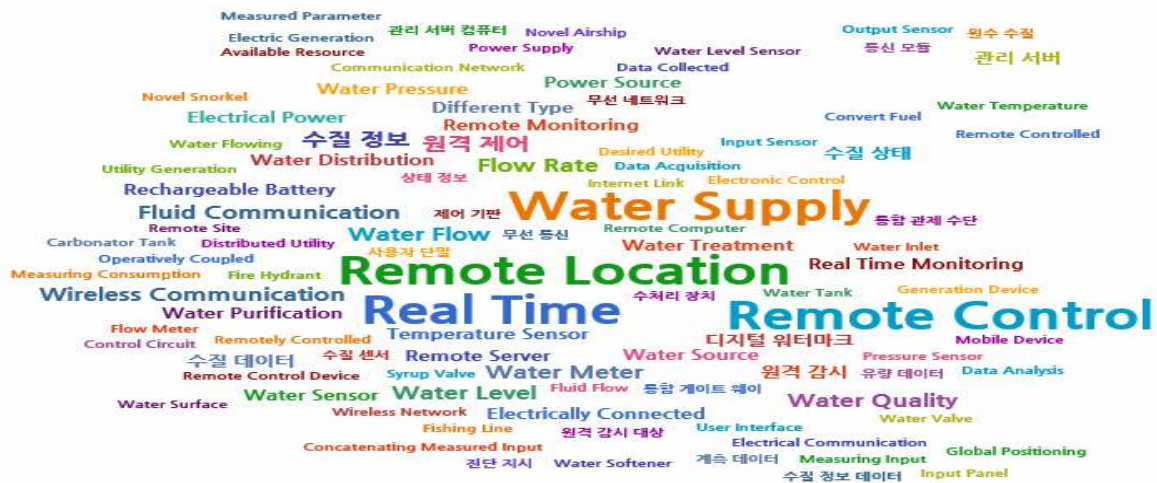 Measured Parameter
Electric Generation 관리 서버 컴퓨터 Novel Airship Output Sensor 원수 수질
Available Resource Power Supply Water Level Sensor 통신 모듈 관리 서버
Communication Network Data Collected
Novel Snorkel Water Pressure Power Source
Electrical Power Different Type 무선 네트워크 Water Temperature
Remote Monitoring Convert Fuel Remote Controlled
Water Flowing 수질 정보 원격 제어 Desired Utility Input Sensor 수질 상태
Utility Generation Water Distribution Flow Rate Data Acquisition
Rechargeable Battery 상태 정보 Internet Link Electronic Control
Fluid Communication 제어 기판 Water Supply 통합 관제 수단
Remote Site Water Flow 무선 통신 Remote Computer
Carbonator Tank Distributed Utility 사용자 단말 Water Treatment Water Inlet
Operatively Coupled Remote Location Real Time Monitoring
Measuring Consumption Fire Hydrant
Wireless Communication 수처리 장치 Water Tank Generation Device
Water Purification Real Time Remote Control
Flow Meter Remotely Controlled Temperature Sensor 디지털 워터마크 Mobile Device
Control Circuit 수질 데이터 수질 센서 Remote Server Water Source Pressure Sensor
Remote Control Device Syrup Valve Water Meter 원격 감시 유량 데이터 Data Analysis
Water Sensor Water Level Fluid Flow 통합 게이트 웨이
Water Surface Wireless Network Electrically Connected Water Quality
Fishing Line 원격 감시 대상 User Interface Water Valve
Concatenating Measured Input Electrical Communication Global Positioning
진단 지시 Water Softener 계측 데이터 Measuring Input
수질 정보 데이터 Input Panel